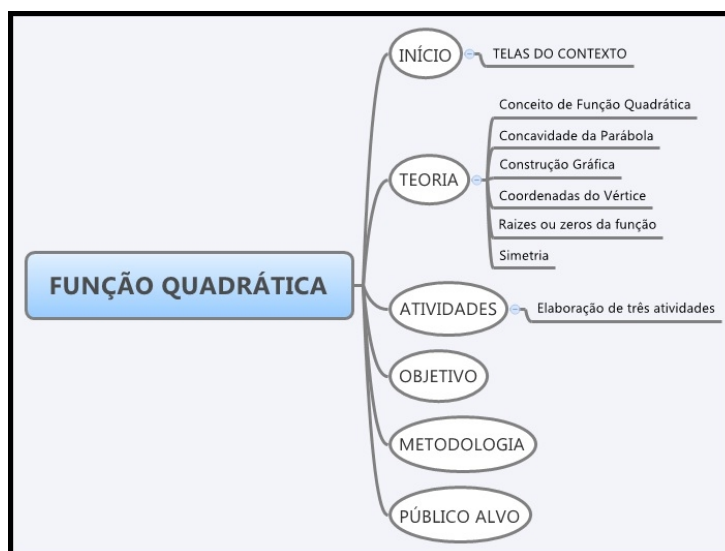 INÍCIO
TELAS DO CONTEXTO
TEORIA
Conceito de Função Quadrática
Concavidade da Parábola
Construção Gráfica
Coordenadas do Vértice
Raizes ou zeros da função
Simetria
FUNÇÃO QUADRÁTICA
ATIVIDADES
Elaboração de três atividades
OBJETIVO
METODOLOGIA
PÚBLICO ALVO